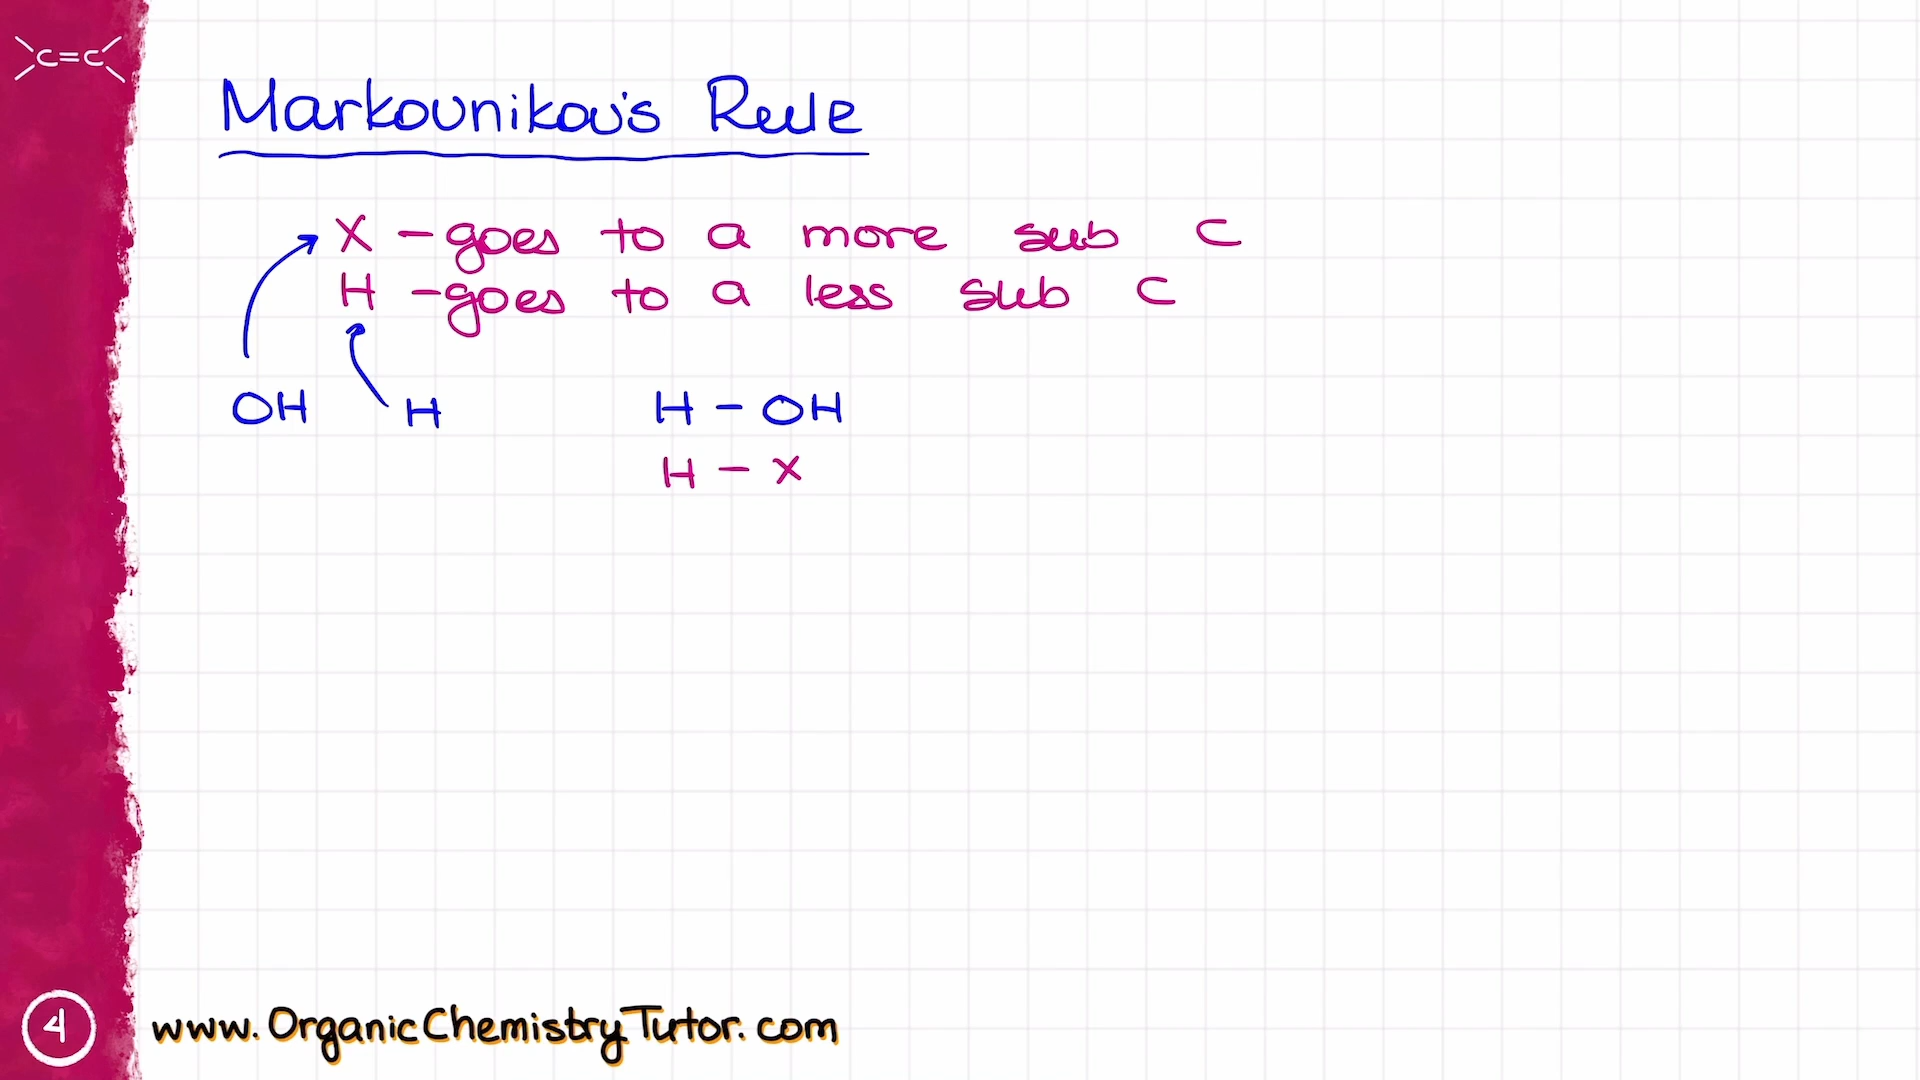 C=C
Markovnikov's Rule
X - goes to a more sub C
H - goes to a less sub C
OH H H - OH
H - X
4 www.OrganicChemistryTutor.com